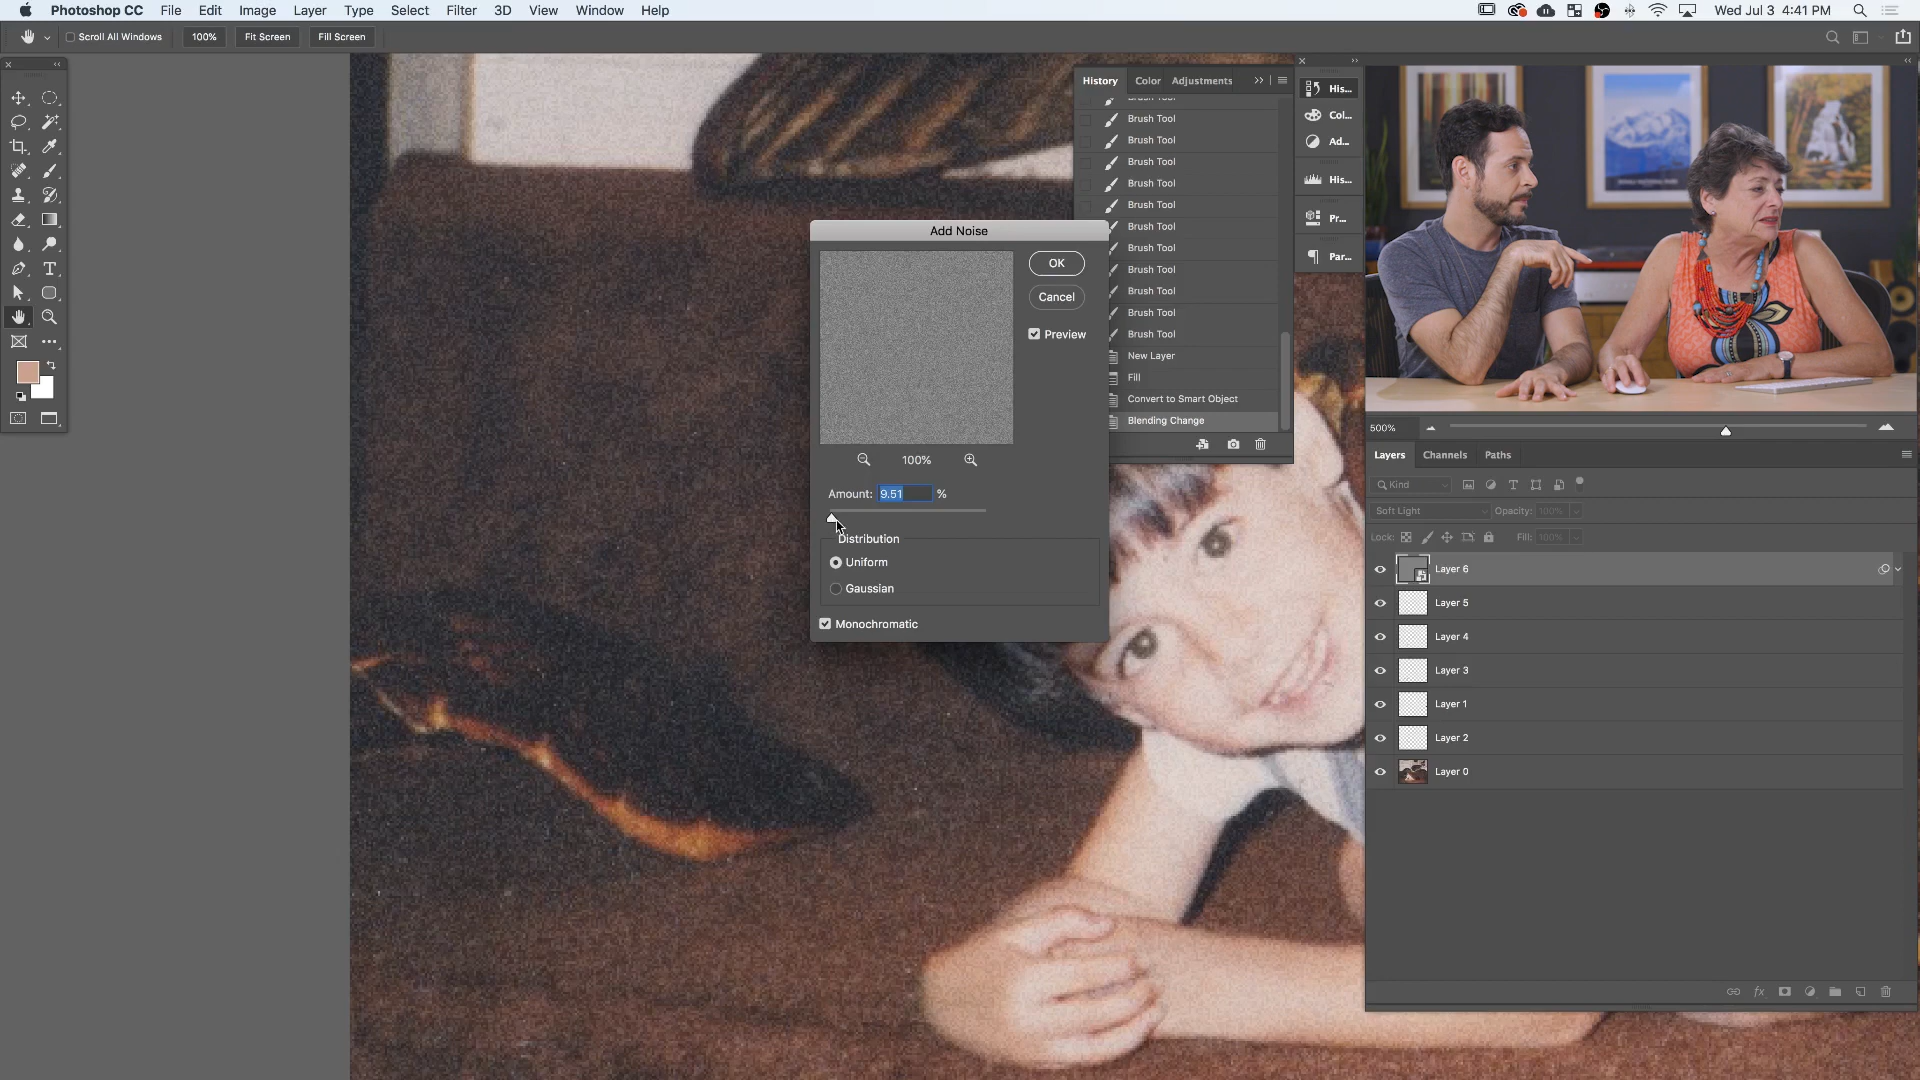 Photoshop CC File Edit Image Layer Type Select Filter 3D View Window Help Wed Jul 3 4:41 PM
Scroll All Windows 100% Fit Screen Fill Screen
History Color Adjustments
Brush Tool
Brush Tool
Brush Tool
Brush Tool
Brush Tool
Brush Tool
Brush Tool
Brush Tool
Brush Tool
Brush Tool
Brush Tool
Brush Tool
New Layer
Fill
Convert to Smart Object
Blending Change
His...
Col...
Ad...
His...
Pr...
Par...
Add Noise
OK
Cancel
Preview
100%
Amount: 9.51 %
Distribution
Uniform
Gaussian
Monochromatic
500%
Layers Channels Paths
Kind
Soft Light Opacity: 100%
Lock: Fill: 100%
Layer 6
Layer 5
Layer 4
Layer 3
Layer 1
Layer 2
Layer 0
fx